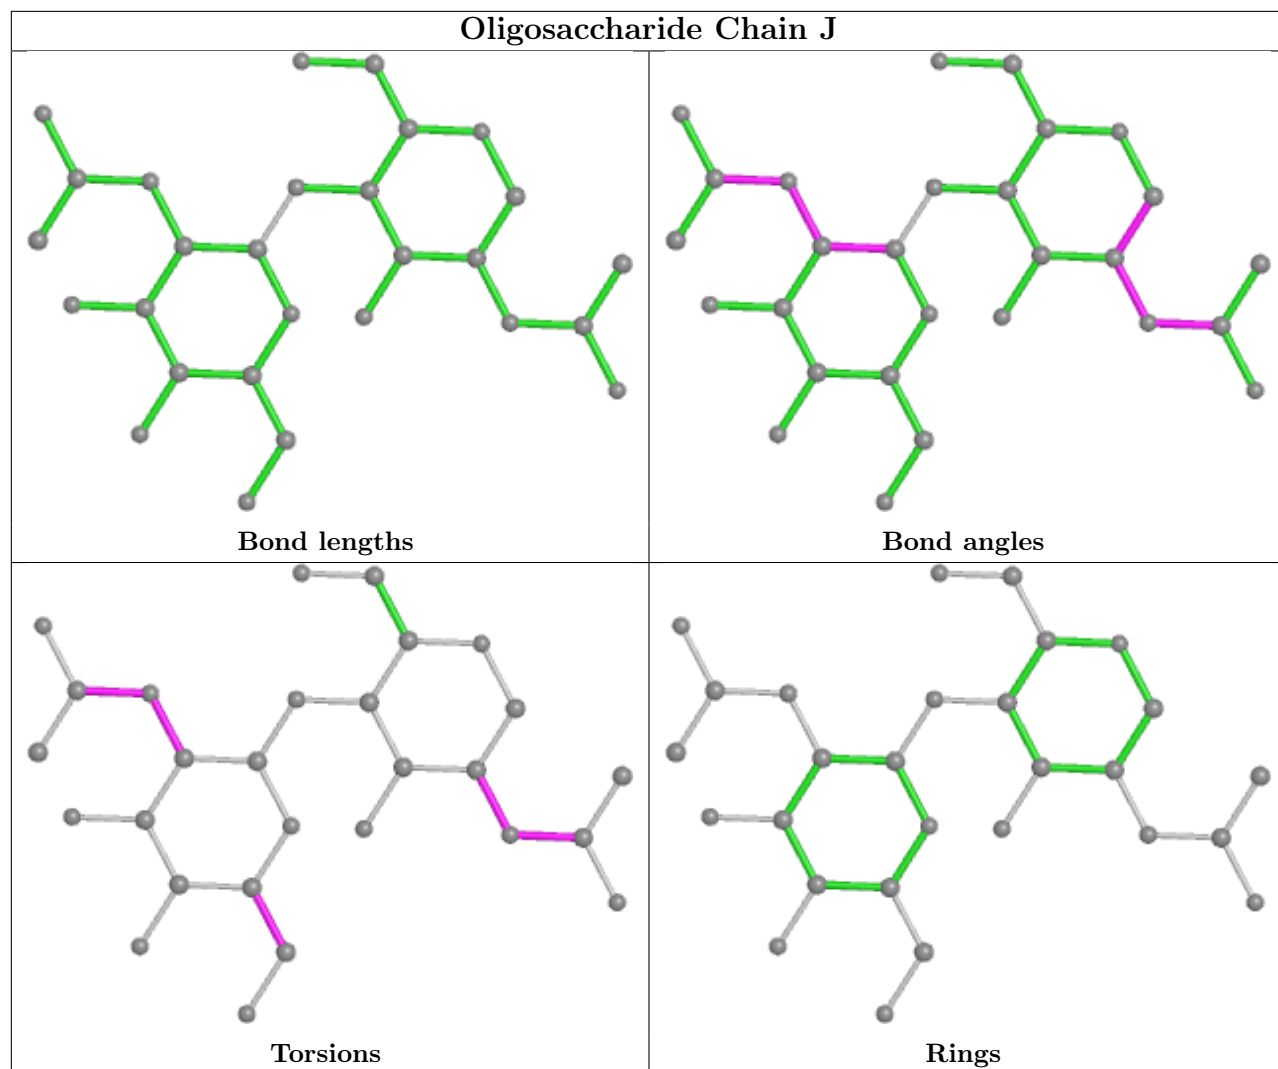 Oligosaccharide Chain J
Bond lengths
Bond angles
Torsions
Rings